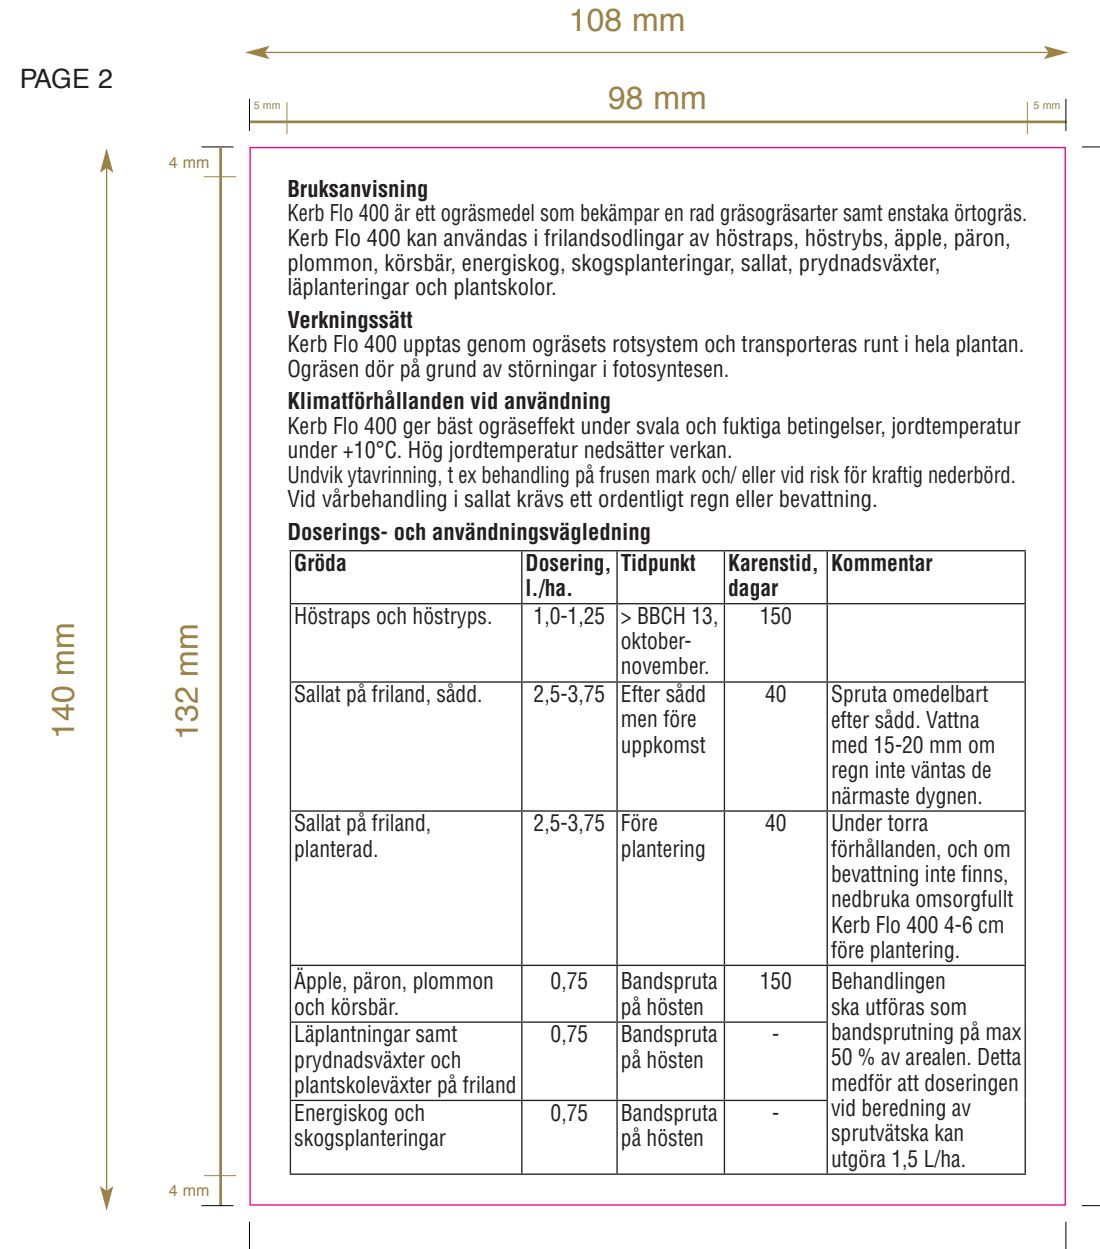 108 mm
PAGE 2
98 mm
5 mm
5 mm
4 mm
Bruksanvisning
Kerb Flo 400 är ett ogräsmedel som bekämpar en rad gräsogräsarter samt enstaka örtogräs.
Kerb Flo 400 kan användas i frilandsodlingar av höstraps, höstrybs, äpple, päron,
plommon, körsbär, energiskog, skogsplanteringar, sallat, prydnadsväxter,
läplanteringar och plantskolor.
Verkningssätt
Kerb Flo 400 upptas genom ogräsets rotsystem och transporteras runt i hela plantan.
Ogräsen dör på grund av störningar i fotosyntesen.
Klimatförhållanden vid användning
Kerb Flo 400 ger bäst ogräseffekt under svala och fuktiga betingelser, jordtemperatur
under +10°C. Hög jordtemperatur nedsätter verkan.
Undvik ytavrinning, t ex behandling på frusen mark och/ eller vid risk för kraftig nederbörd.
Vid vårbehandling i sallat krävs ett ordentligt regn eller bevattning.
Doserings- och användningsvägledning
Gröda
Dosering,
l./ha.
Tidpunkt
Karenstid,
dagar
Kommentar
Höstraps och höstryps.
1,0-1,25
> BBCH 13,
oktober-
november.
150
Sallat på friland, sådd.
2,5-3,75
Efter sådd
men före
uppkomst
40
Spruta omedelbart
efter sådd. Vattna
med 15-20 mm om
regn inte väntas de
närmaste dygnen.
Sallat på friland,
planterad.
2,5-3,75
Före
plantering
40
Under torra
förhållanden, och om
bevattning inte finns,
nedbruka omsorgfullt
Kerb Flo 400 4-6 cm
före plantering.
Äpple, päron, plommon
och körsbär.
0,75
Bandspruta
på hösten
150
Behandlingen
ska utföras som
bandsprutning på max
50 % av arealen. Detta
medför att doseringen
vid beredning av
sprutvätska kan
utgöra 1,5 L/ha.
Läplantningar samt
prydnadsväxter och
plantskoleväxter på friland
0,75
Bandspruta
på hösten
-
Energiskog och
skogsplanteringar
0,75
Bandspruta
på hösten
-
140 mm
132 mm
4 mm